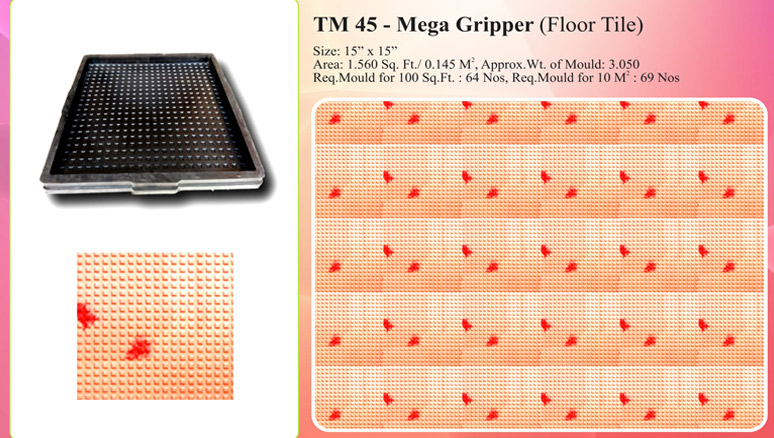 TM 45 - Mega Gripper (Floor Tile)
Size: 15” x 15”
Area: 1.560 Sq. Ft./ 0.145 M², Approx.Wt. of Mould: 3.050
Req.Mould for 100 Sq.Ft. : 64 Nos, Req.Mould for 10 M² : 69 Nos